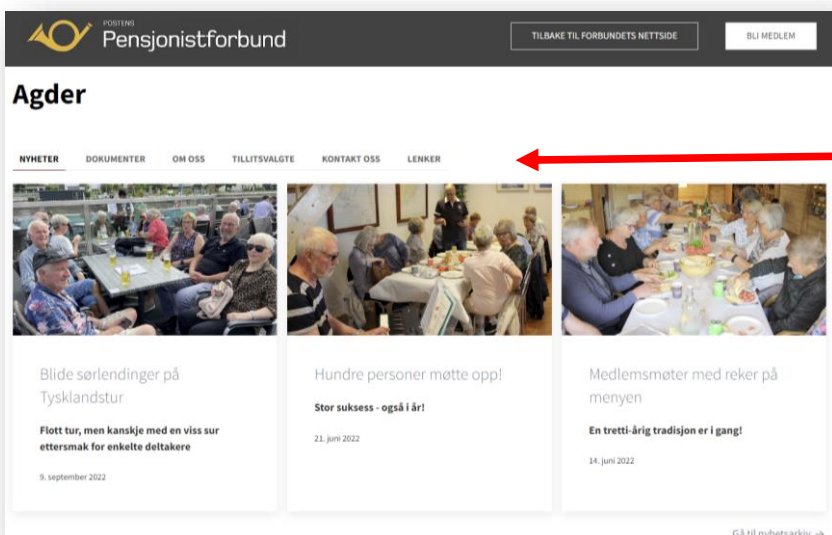 POSTENS
Pensjonistforbund
TILBAKE TIL FORBUNDETS NETTSIDE
BLI MEDLEM
Agder
NYHETER
DOKUMENTER
OM OSS
TILLITSVALGTE
KONTAKT OSS
LENKER
Blide sørlendinger på
Tysklandstur
Flott tur, men kanskje med en viss sur
ettersmak for enkelte deltakere
9. september 2022
Hundre personer møtte opp!
Stor suksess - også i år!
21. juni 2022
Medlemsmøter med reker på
menyen
En tretti-årig tradisjon er i gang!
14. juni 2022
Gå til nyhetsarkiv →